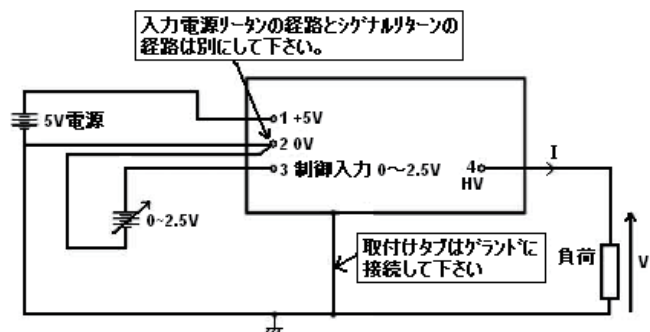 入力電源リータンの経路とシグナルリターンの
経路は別にして下さい。
5V電源
1 +5V
2 0V
3 制御入力 0～2.5V
4
HV
I
0~2.5V
取付けタブはグランドに
接続して下さい
負荷
V